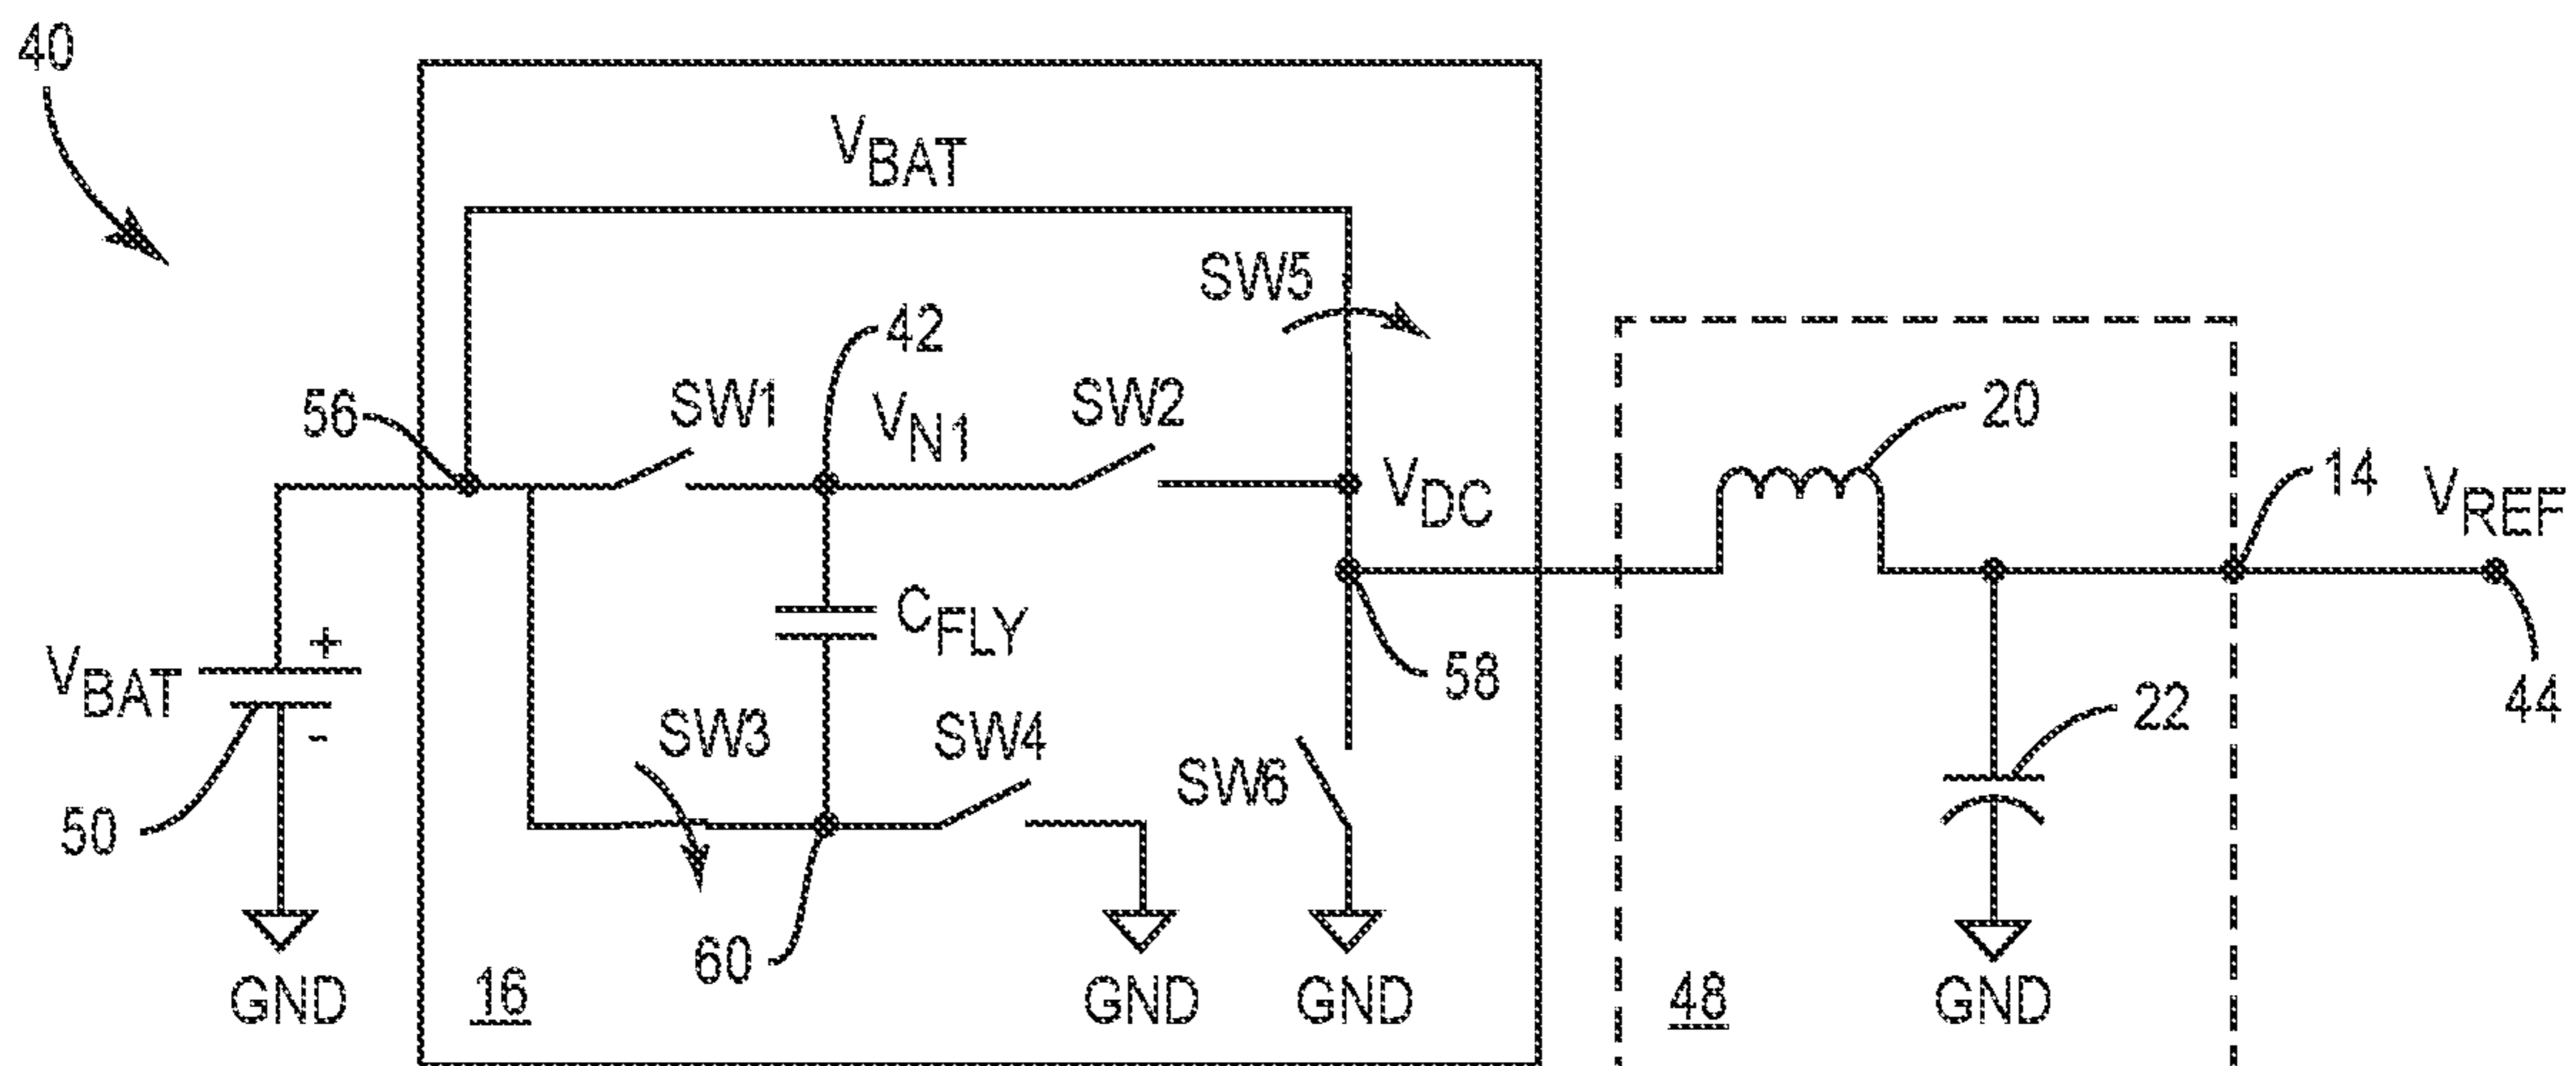 40
VBAT
SW5
42
56
SW1
VN1
SW2
20
14
VREF
VDC
CFLY
+
VBAT
-
58
44
22
SW3
SW4
SW6
50
60
GND
16
GND
GND
48
GND